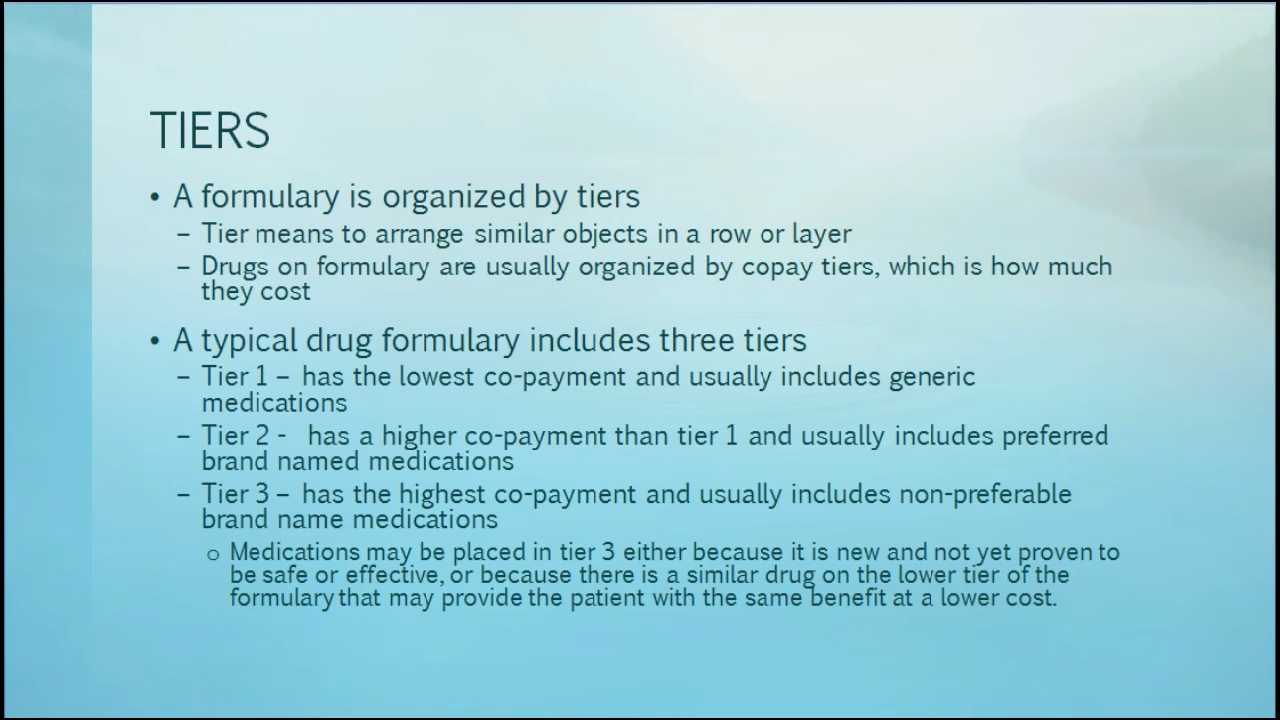 TIERS
• A formulary is organized by tiers
– Tier means to arrange similar objects in a row or layer
– Drugs on formulary are usually organized by copay tiers, which is how much
they cost
• A typical drug formulary includes three tiers
– Tier 1 – has the lowest co-payment and usually includes generic
medications
– Tier 2 - has a higher co-payment than tier 1 and usually includes preferred
brand named medications
– Tier 3 – has the highest co-payment and usually includes non-preferable
brand name medications
o Medications may be placed in tier 3 either because it is new and not yet proven to
be safe or effective, or because there is a similar drug on the lower tier of the
formulary that may provide the patient with the same benefit at a lower cost.